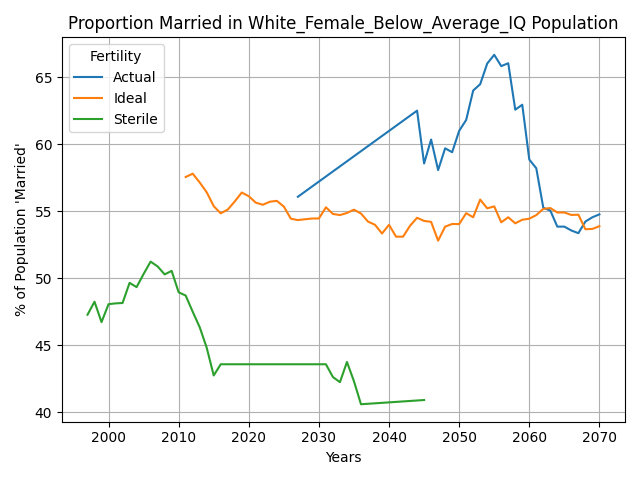 Proportion Married in White_Female_Below_Average_IQ Population
Fertility
Actual
Ideal
Sterile
% of Population 'Married'
65
60
55
50
45
40
2000
2010
2020
2030
2040
2050
2060
2070
Years